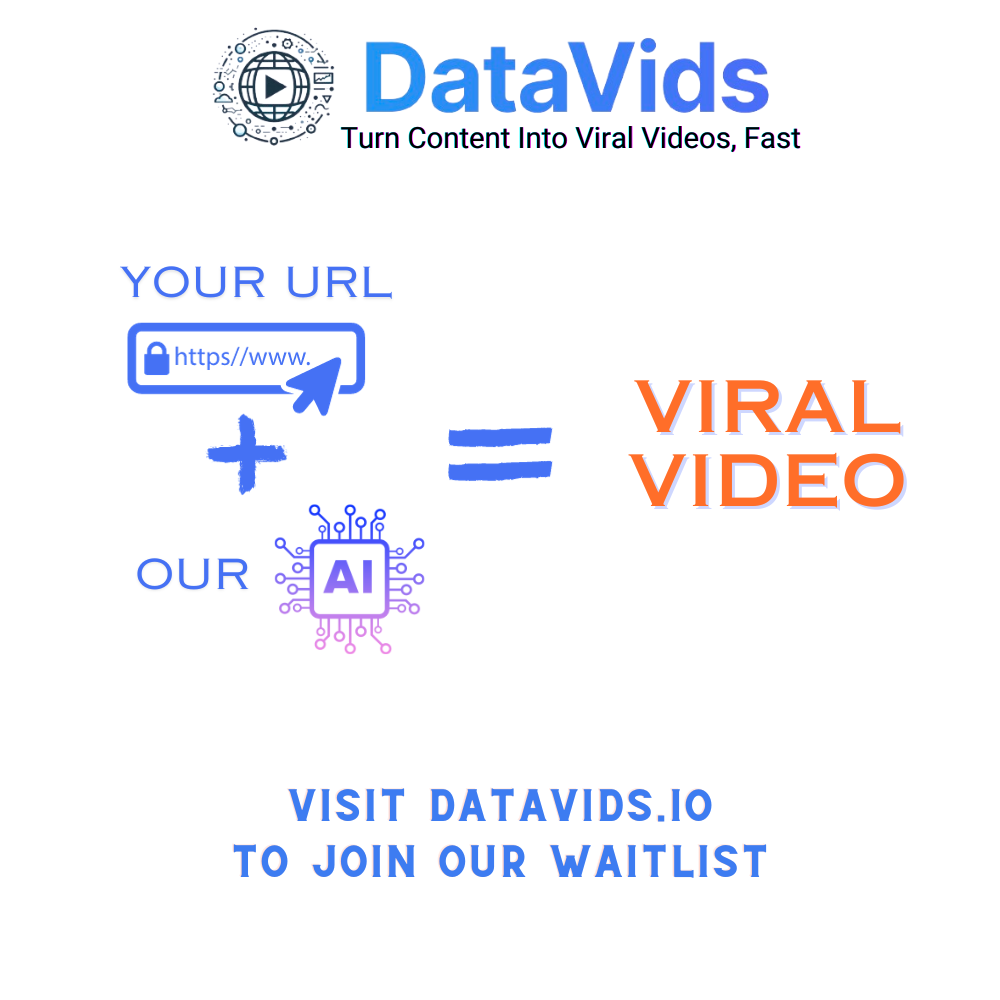 DataVids
Turn Content Into Viral Videos, Fast
YOUR URL
https//www.
+
OUR
AI
=
VIRAL
VIDEO
VISIT DATAVIDS.IO
TO JOIN OUR WAITLIST